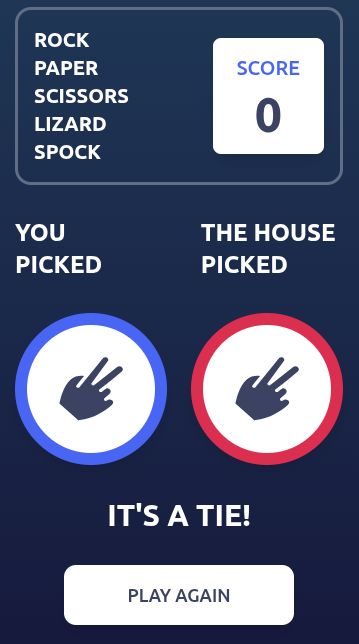 ROCK
PAPER
SCISSORS
LIZARD
SPOCK
SCORE
0
YOU
PICKED
THE HOUSE
PICKED
IT'S A TIE!
PLAY AGAIN